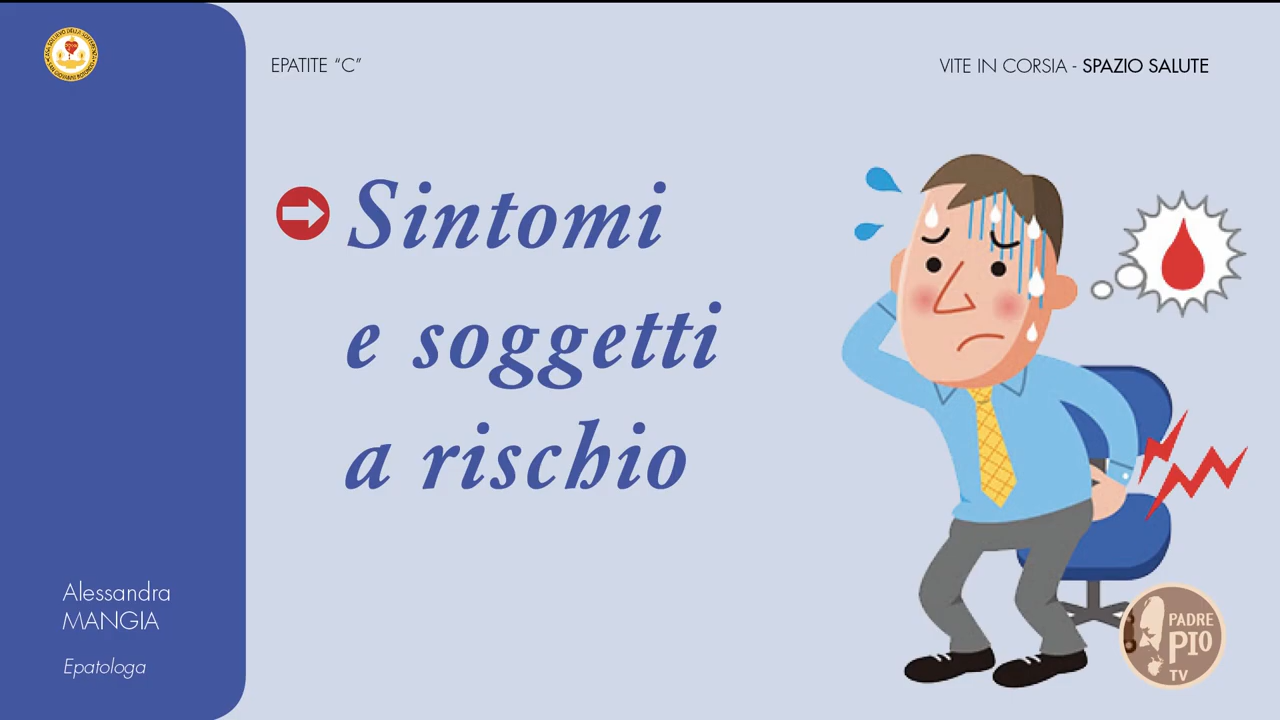 EPATITE “C”
VITE IN CORSIA - SPAZIO SALUTE
Sintomi
e soggetti
a rischio
Alessandra
MANGIA
Epatologa
PADRE
PIO
TV